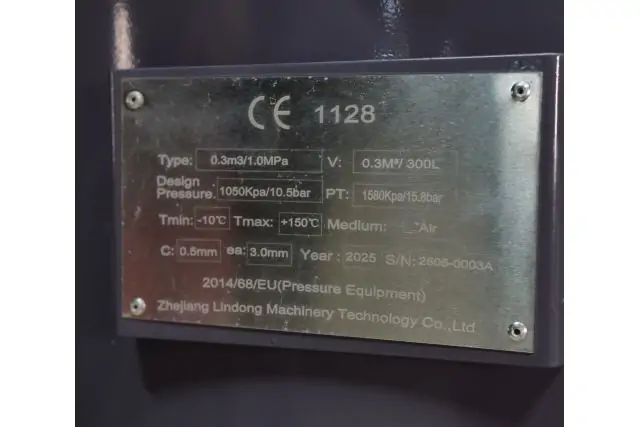 CE 1128
Type: 0.3m3/1.0MPa V: 0.3M³/ 300L
Design Pressure. 1050Kpa/10.5bar PT: 1580Kpa/15.8bar
Tmin: -10℃ Tmax: +150℃ Medium: Air
C: 0.5mm ea: 3.0mm Year : 2025 S/N: 2606-0003A
2014/68/EU(Pressure Equipment)
Zhejiang Lindong Machinery Technology Co.,Ltd